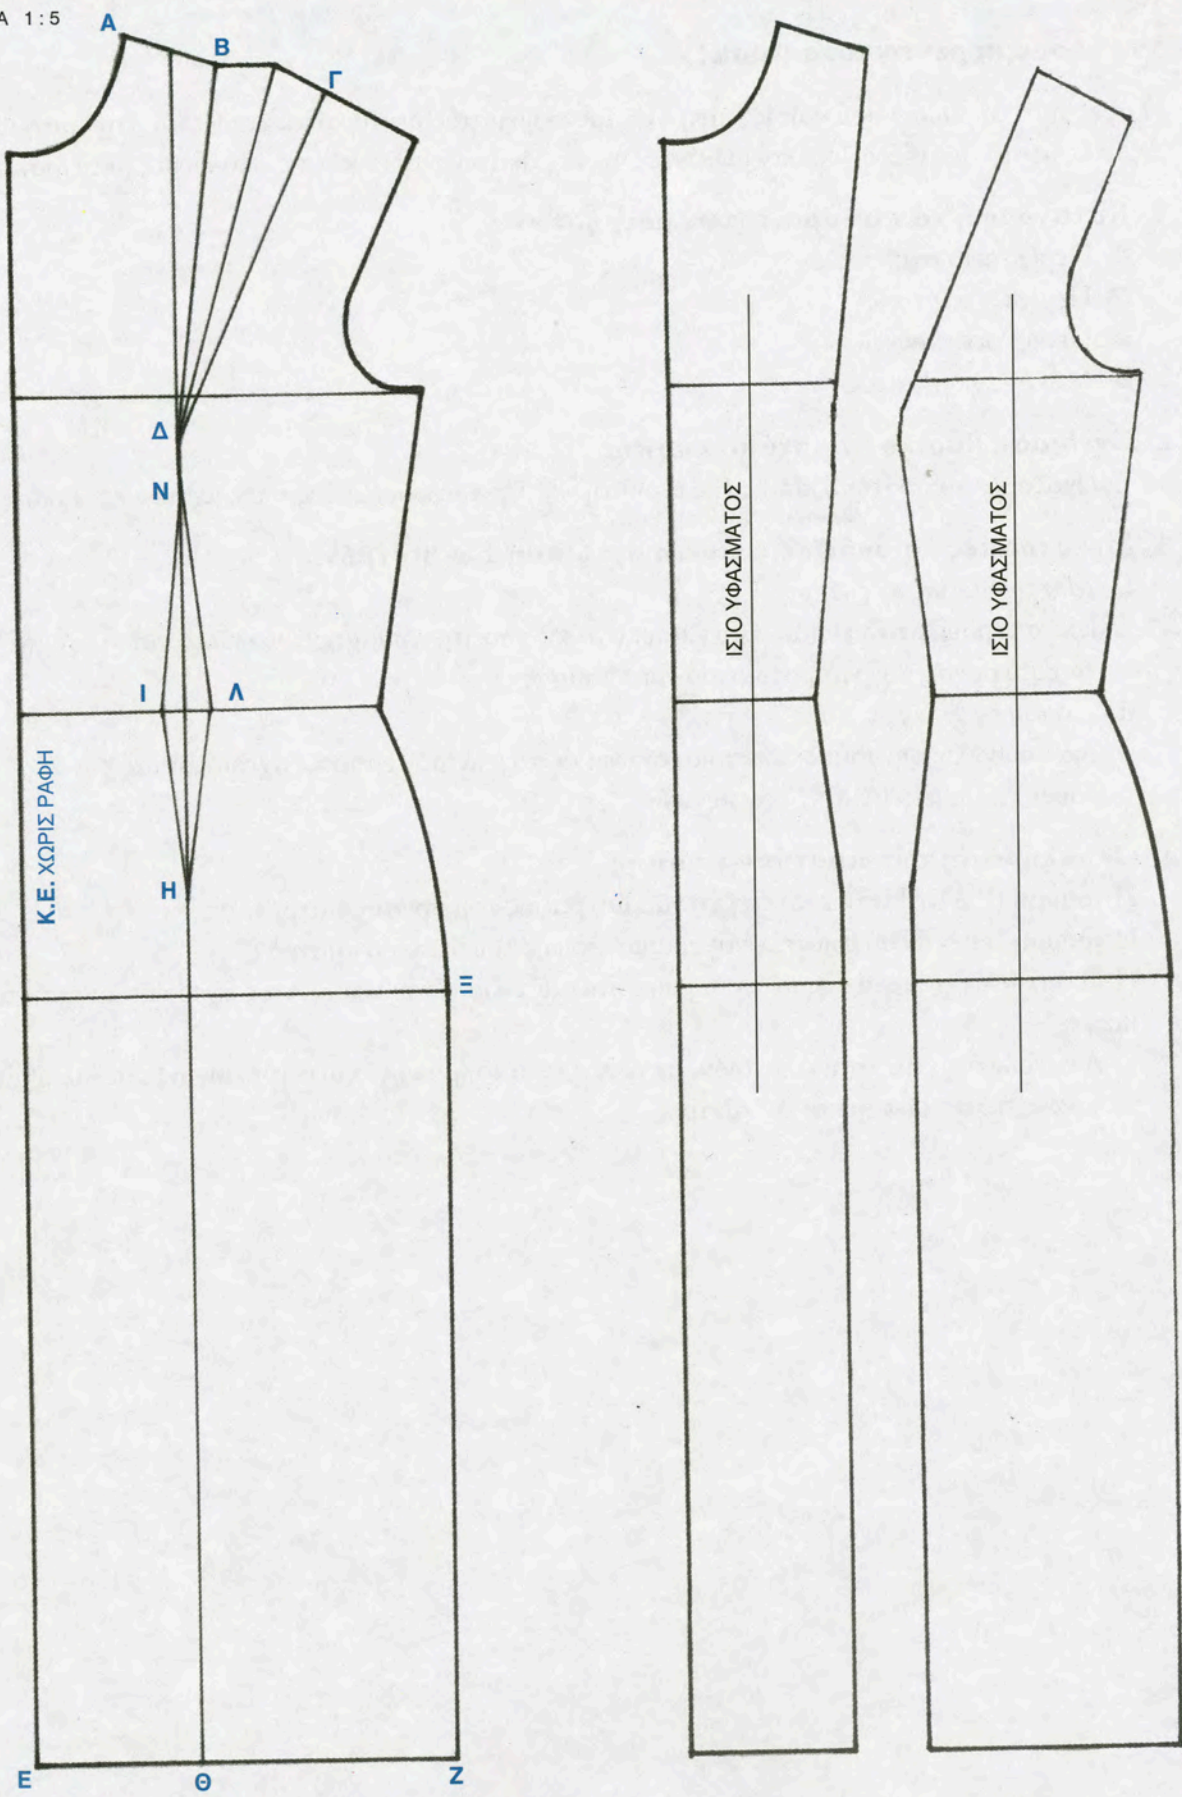 Α 1:5
Α
Β
Γ
Δ
Ν
Ι
Λ
Κ.Ε. ΧΩΡΙΣ ΡΑΦΗ
Η
Ξ
Ε
Θ
Ζ
ΙΣΙΟ ΥΦΑΣΜΑΤΟΣ
ΙΣΙΟ ΥΦΑΣΜΑΤΟΣ